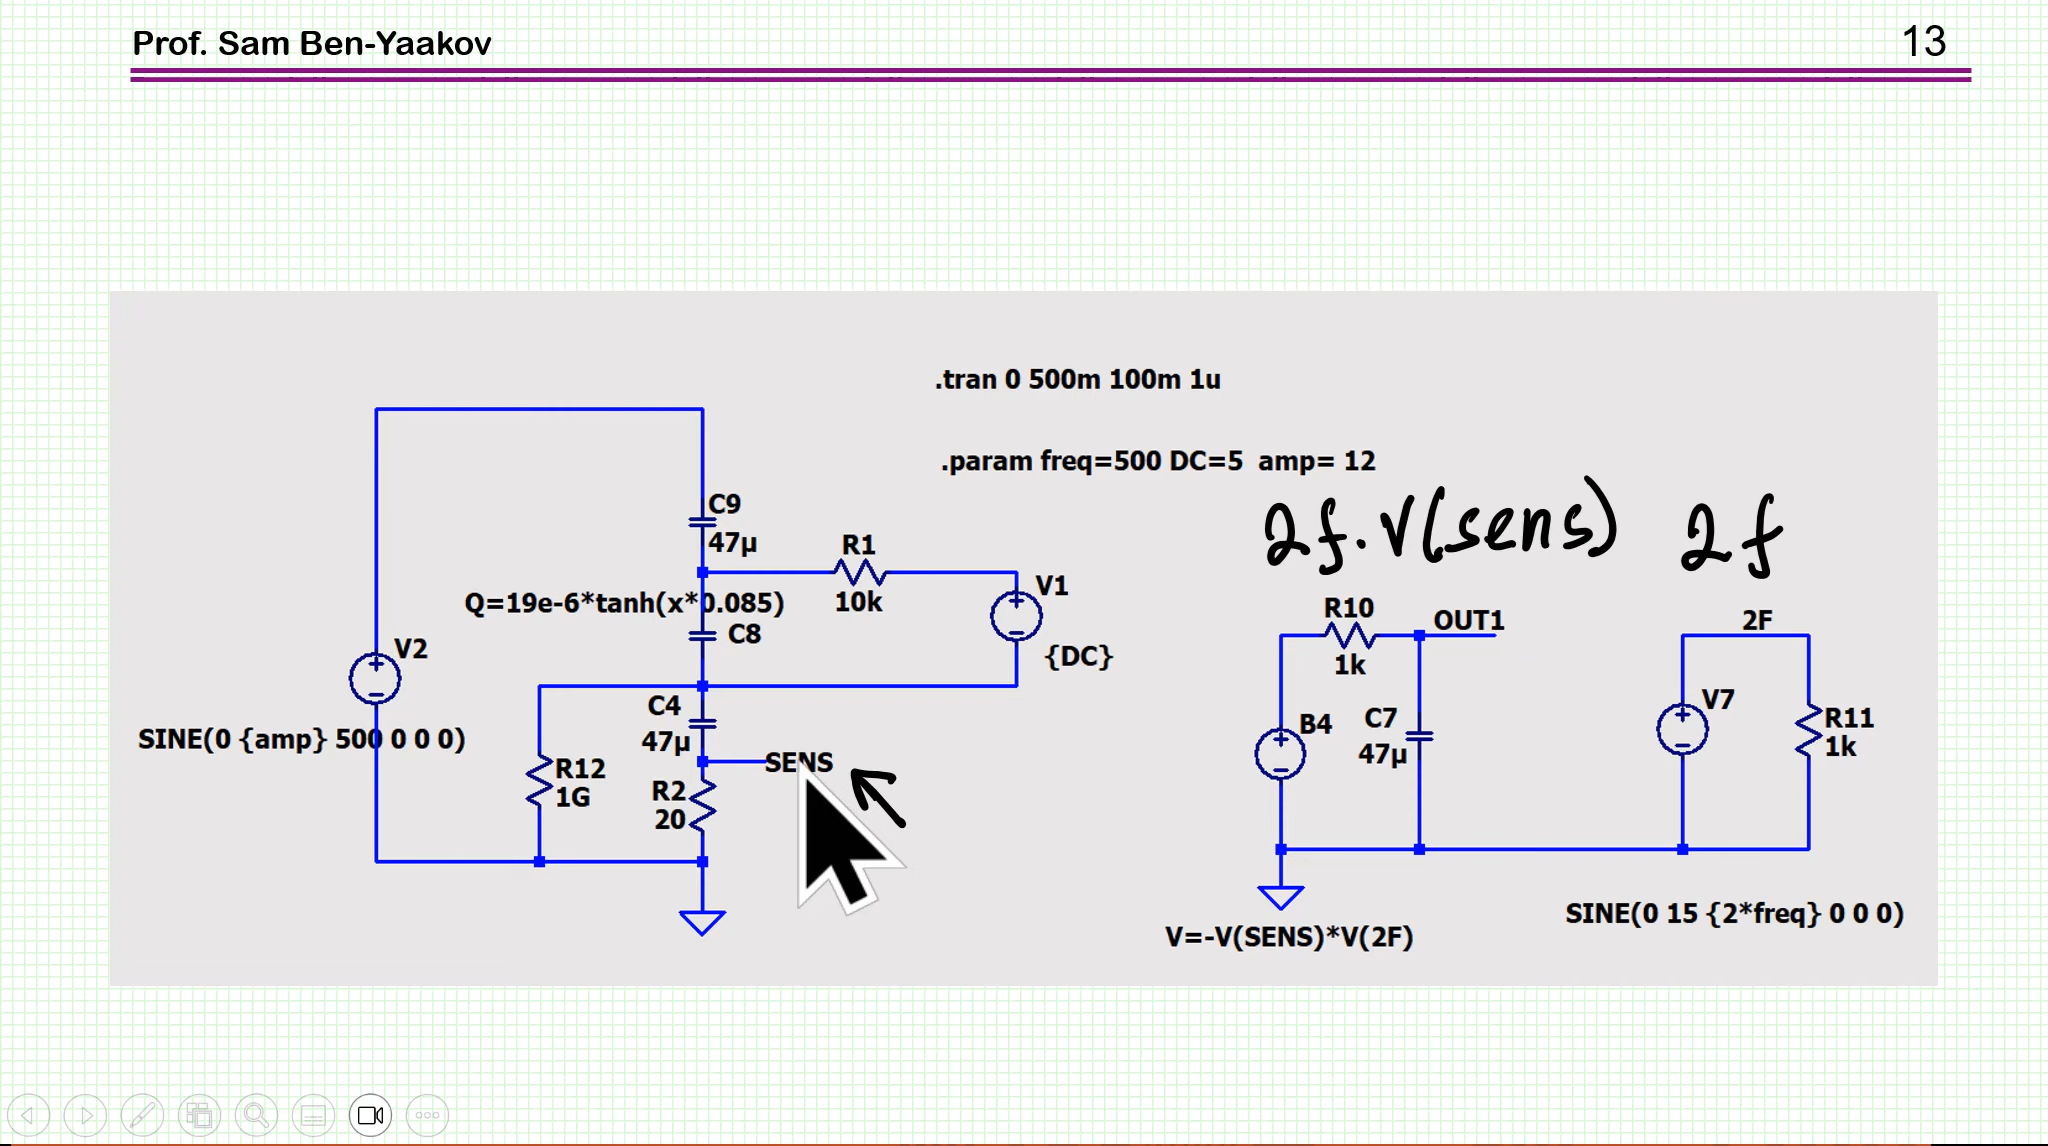 Prof. Sam Ben-Yaakov
13
.tran 0 500m 100m 1u
.param freq=500 DC=5 amp= 12
2f.V(sens) 2f
C9
47µ
R1
10k
V1
{DC}
Q=19e-6*tanh(x*0.085)
C8
V2
SINE(0 {amp} 500 0 0 0)
C4
47µ
SENS
R12
1G
R2
20
R10
1k
OUT1
2F
B4
C7
47µ
V7
R11
1k
V=-V(SENS)*V(2F)
SINE(0 15 {2*freq} 0 0 0)